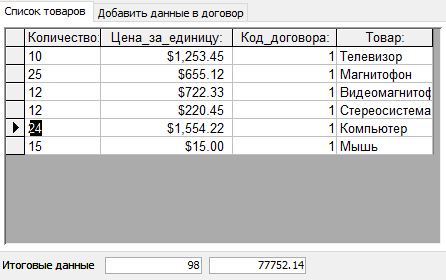 Список товаров Добавить данные в договор
Количество: Цена_за_единицу: Код_договора: Товар:
10 $1,253.45 1 Телевизор
25 $655.12 1 Магнитофон
12 $722.33 1 Видеомагнитоф
12 $220.45 1 Стереосистема
24 $1,554.22 1 Компьютер
15 $15.00 1 Мышь
Итоговые данные 98 77752.14